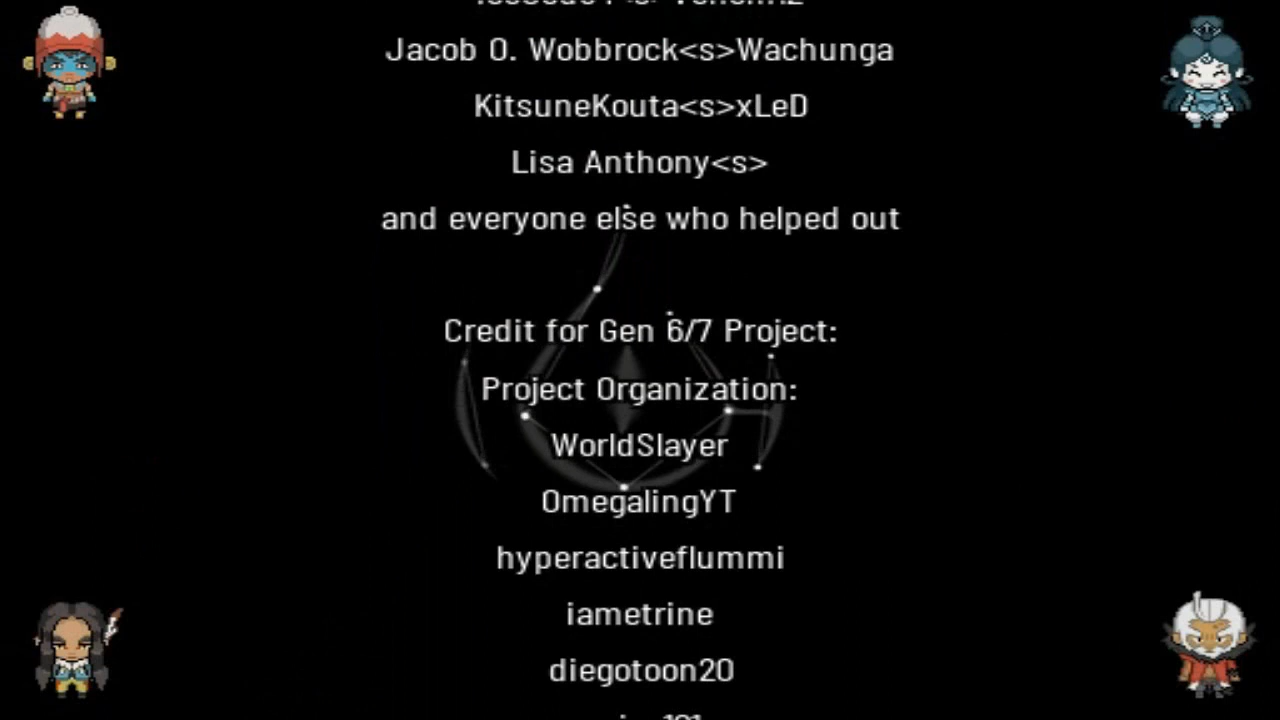 Jacob O. Wobbrock<s>Wachunga
KitsuneKouta<s>xLeD
Lisa Anthony<s>
and everyone else who helped out
Credit for Gen 6/7 Project:
Project Organization:
WorldSlayer
OmegalingYT
hyperactiveflummi
iametrine
diegotoon20